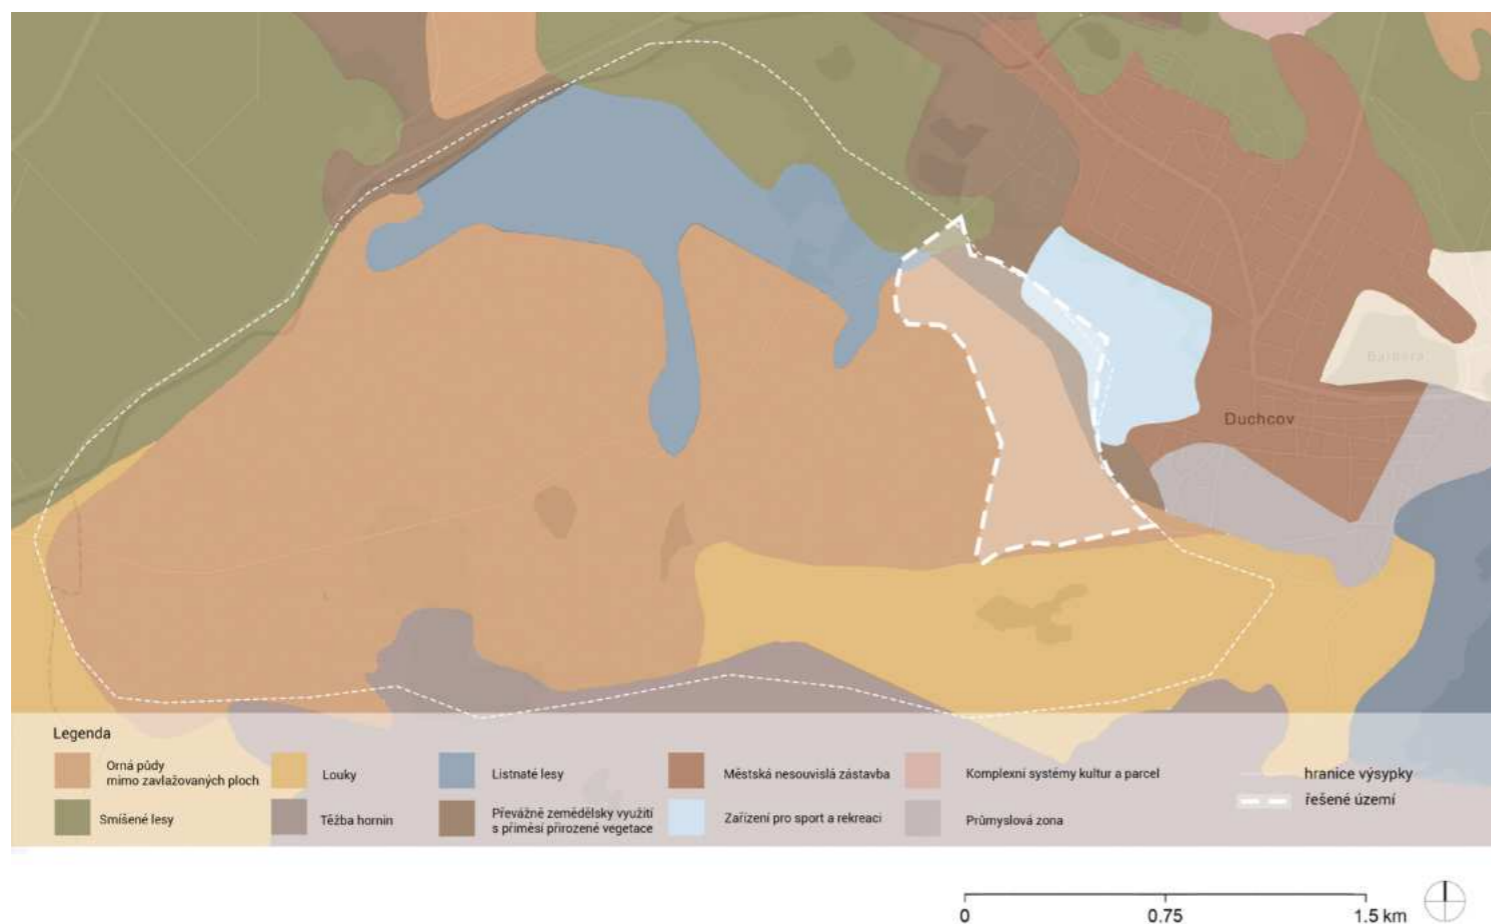 Barbora
Duchcov
Legenda
Orná půdy
mimo zavlažovaných ploch
Louky
Listnaté lesy
Městská nesouvislá zástavba
Komplexní systémy kultur a parcel
hranice výsypky
Smíšené lesy
Těžba hornin
Převážně zemědělsky využití
s příměsí přirozené vegetace
Zařízení pro sport a rekreaci
Průmyslová zona
řešené území
0
0.75
1.5 km